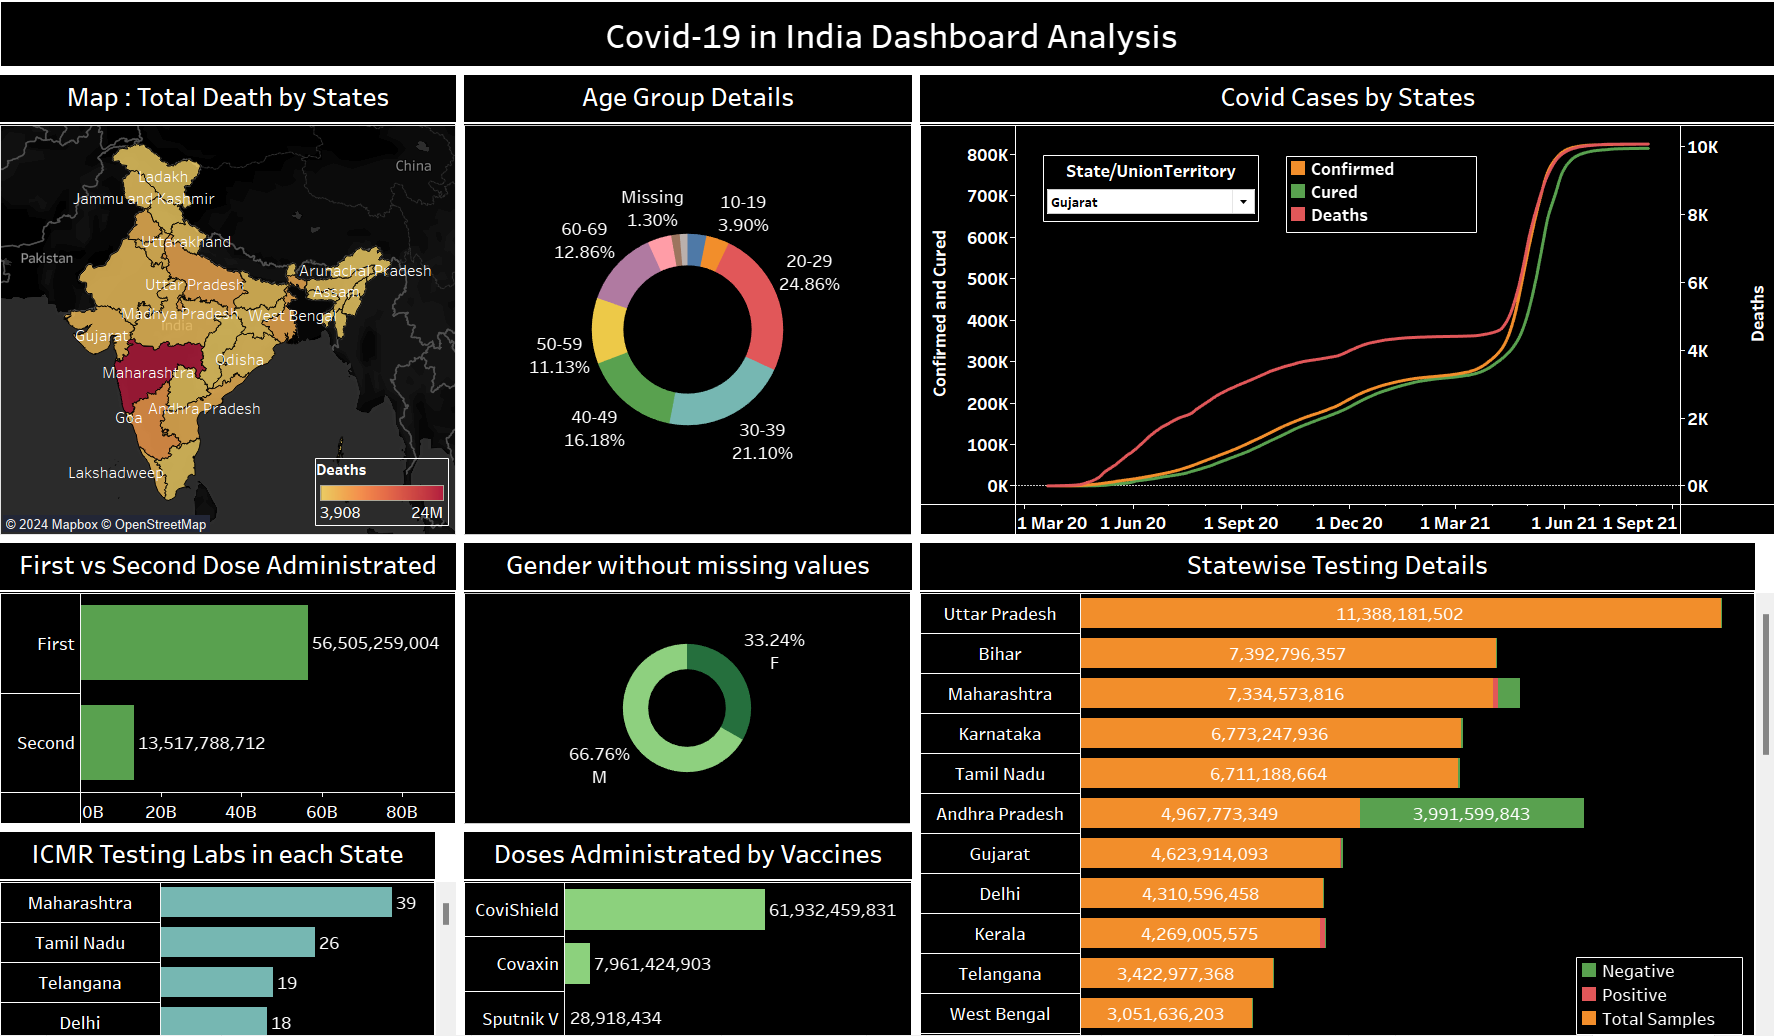 Covid-19 in India Dashboard Analysis
Map : Total Death by States
China
Ladakh
Jammu and Kashmir
Uttarakhand
Pakistan
Arunachal Pradesh
Uttar Pradesh
Assam
Madhya Pradesh
West Bengal
India
Gujarat
Odisha
Maharashtra
Andhra Pradesh
Goa
Lakshadweep
Deaths
3,908 24M
© 2024 Mapbox © OpenStreetMap
Age Group Details
Missing
1.30%
10-19
3.90%
60-69
12.86%
20-29
24.86%
50-59
11.13%
40-49
16.18%
30-39
21.10%
Covid Cases by States
State/UnionTerritory
Gujarat
Confirmed
Cured
Deaths
Confirmed and Cured
800K
700K
600K
500K
400K
300K
200K
100K
0K
10K
8K
6K
4K
2K
0K
Deaths
1 Mar 20 1 Jun 20 1 Sept 20 1 Dec 20 1 Mar 21 1 Jun 21 1 Sept 21
First vs Second Dose Administrated
First 56,505,259,004
Second 13,517,788,712
0B 20B 40B 60B 80B
Gender without missing values
33.24%
F
66.76%
M
Statewise Testing Details
Uttar Pradesh 11,388,181,502
Bihar 7,392,796,357
Maharashtra 7,334,573,816
Karnataka 6,773,247,936
Tamil Nadu 6,711,188,664
Andhra Pradesh 4,967,773,349 3,991,599,843
Gujarat 4,623,914,093
Delhi 4,310,596,458
Kerala 4,269,005,575
Telangana 3,422,977,368
West Bengal 3,051,636,203
Negative
Positive
Total Samples
ICMR Testing Labs in each State
Maharashtra 39
Tamil Nadu 26
Telangana 19
Delhi 18
Doses Administrated by Vaccines
CoviShield 61,932,459,831
Covaxin 7,961,424,903
Sputnik V 28,918,434